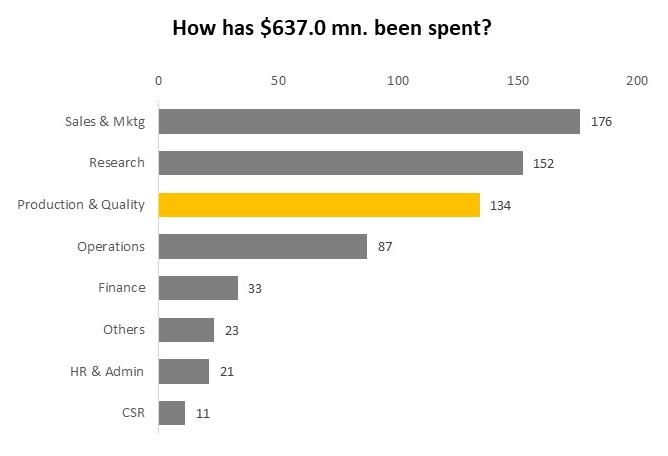 How has $637.0 mn. been spent?
0 50 100 150 200
Sales & Mktg 176
Research 152
Production & Quality 134
Operations 87
Finance 33
Others 23
HR & Admin 21
CSR 11